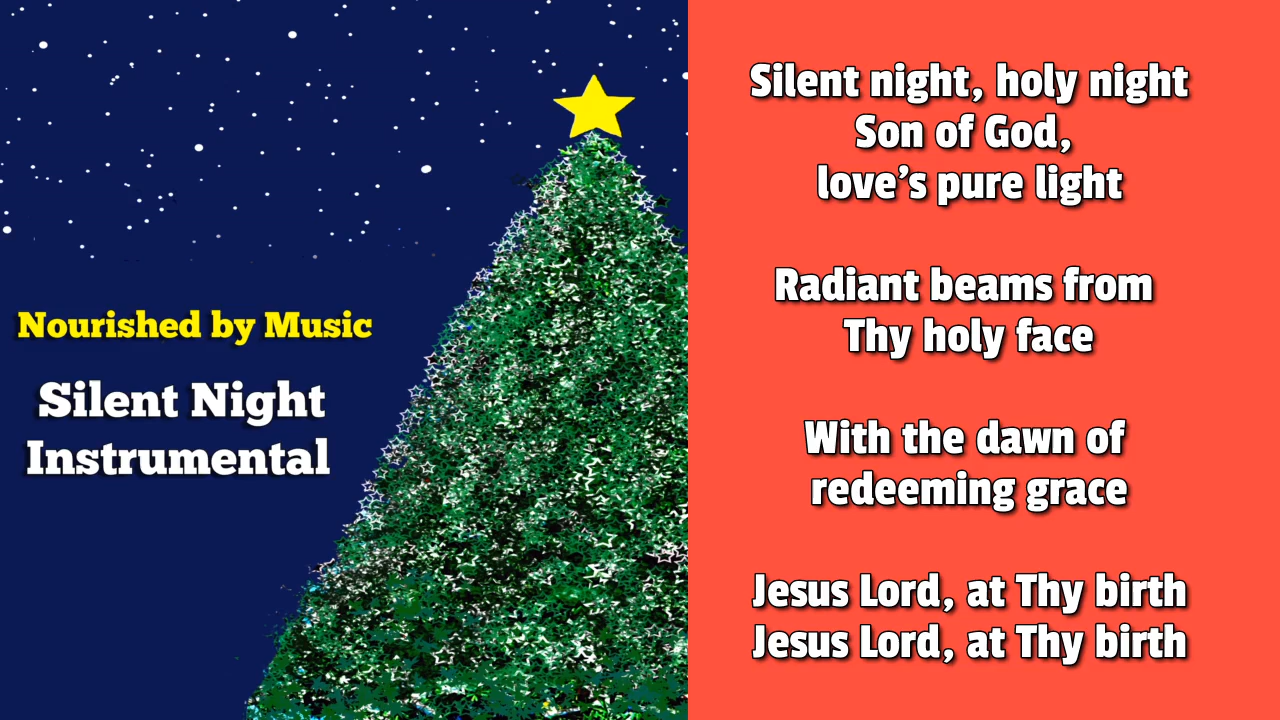 Nourished by Music
Silent Night
Instrumental
Silent night, holy night
Son of God,
love's pure light
Radiant beams from
Thy holy face
With the dawn of
redeeming grace
Jesus Lord, at Thy birth
Jesus Lord, at Thy birth